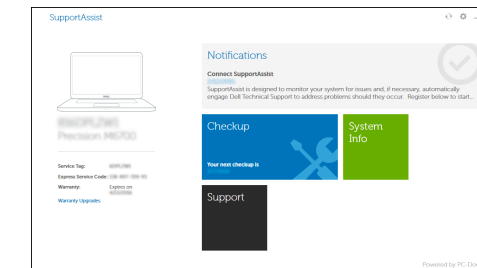 SupportAssist
Notifications
Connect SupportAssist
SupportAssist is designed to monitor your system for issues and, if necessary, automatically
engage Dell Technical Support to address problems should they occur. Register below to start...
Precision M6700
Checkup
System
Info
Service Tag:
Express Service Code:
Warranty: Expires on
Warranty Upgrades
Your next checkup is
Support
Powered by PC-Doc